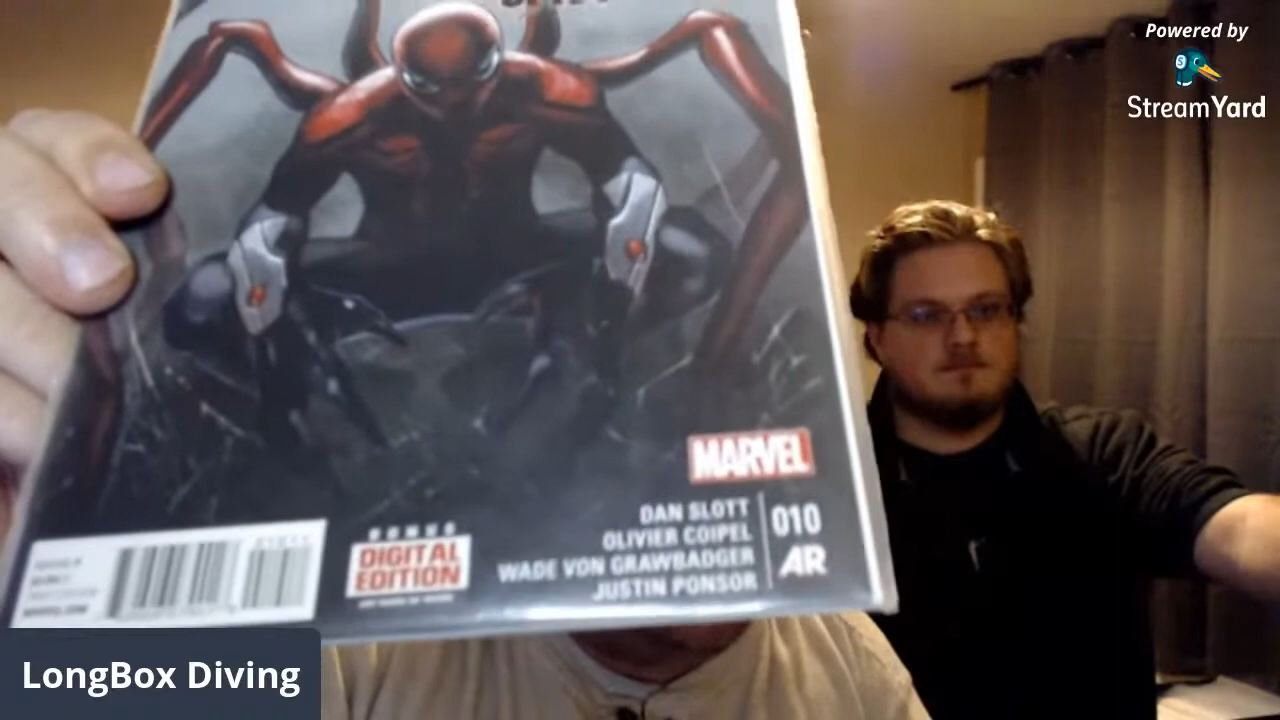 Powered by
StreamYard
MARVEL
DAN SLOTT
OLIVIER COIPEL
WADE VON GRAWBADGER
JUSTIN PONSOR
010
AR
BONUS
DIGITAL
EDITION
LongBox Diving